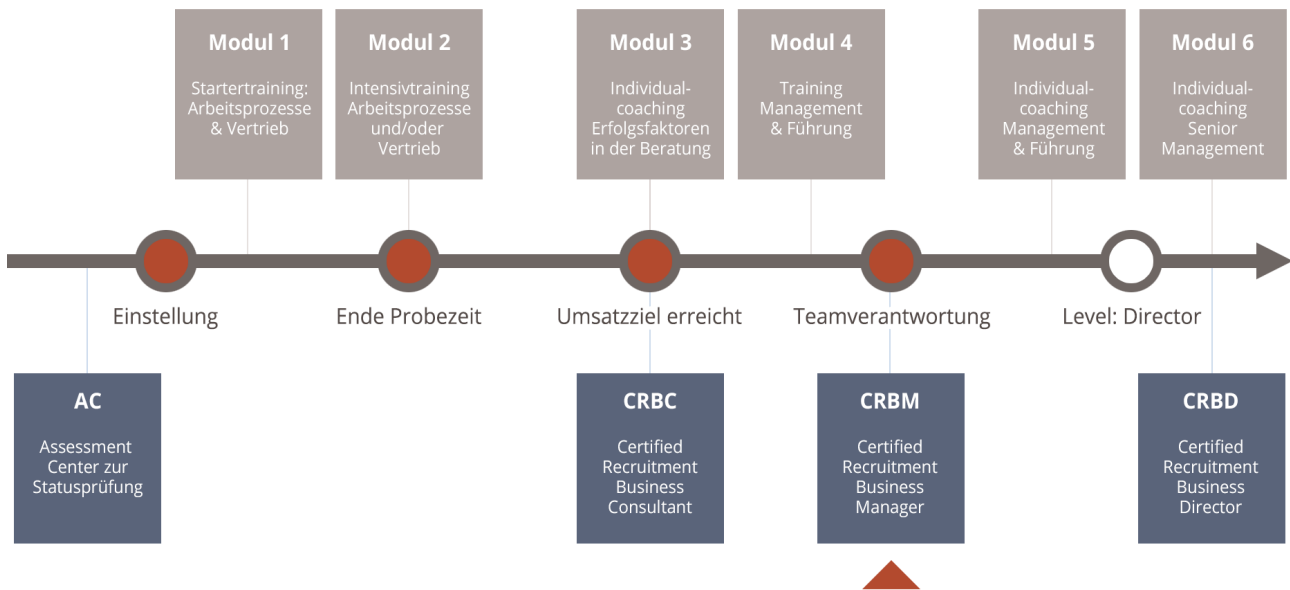 Modul 1
Startertraining:
Arbeitsprozesse
& Vertrieb
Modul 2
Intensivtraining
Arbeitsprozesse
und/oder
Vertrieb
Modul 3
Individual-
coaching
Erfolgsfaktoren
in der Beratung
Modul 4
Training
Management
& Führung
Modul 5
Individual-
coaching
Management
& Führung
Modul 6
Individual-
coaching
Senior
Management
Einstellung
Ende Probezeit
Umsatzziel erreicht
Teamverantwortung
Level: Director
AC
Assessment
Center zur
Statusprüfung
CRBC
Certified
Recruitment
Business
Consultant
CRBM
Certified
Recruitment
Business
Manager
CRBD
Certified
Recruitment
Business
Director